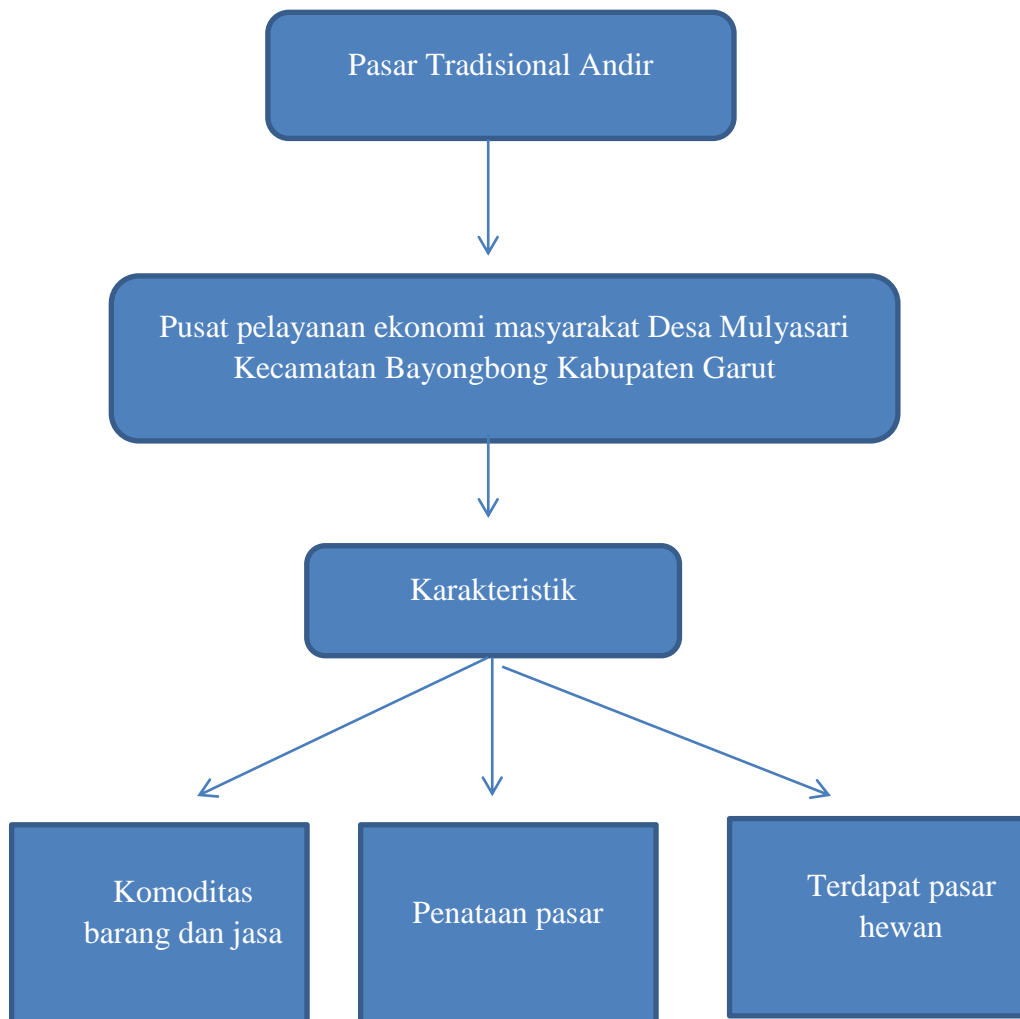 Pasar Tradisional Andir
Pusat pelayanan ekonomi masyarakat Desa Mulyasari
Kecamatan Bayongbong Kabupaten Garut
Karakteristik
Komoditas
barang dan jasa
Penataan pasar
Terdapat pasar
hewan